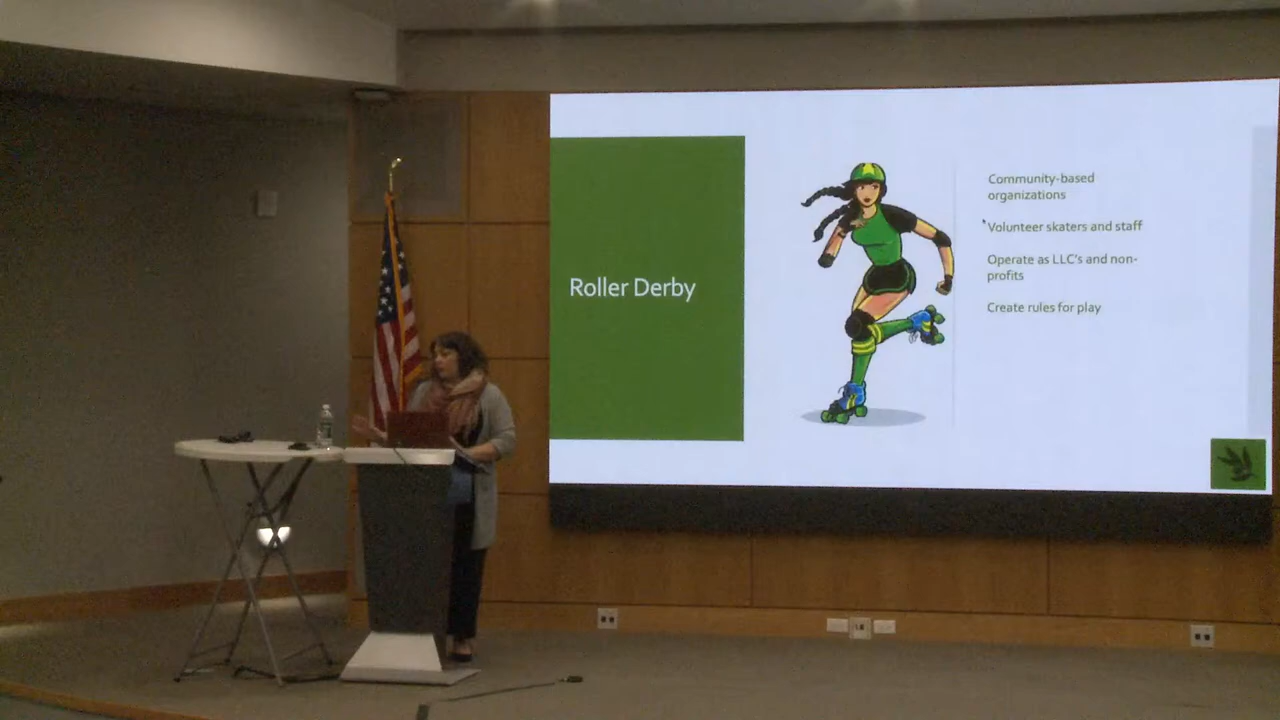 Roller Derby
Community-based
organizations
Volunteer skaters and staff
Operate as LLC's and non-
profits
Create rules for play